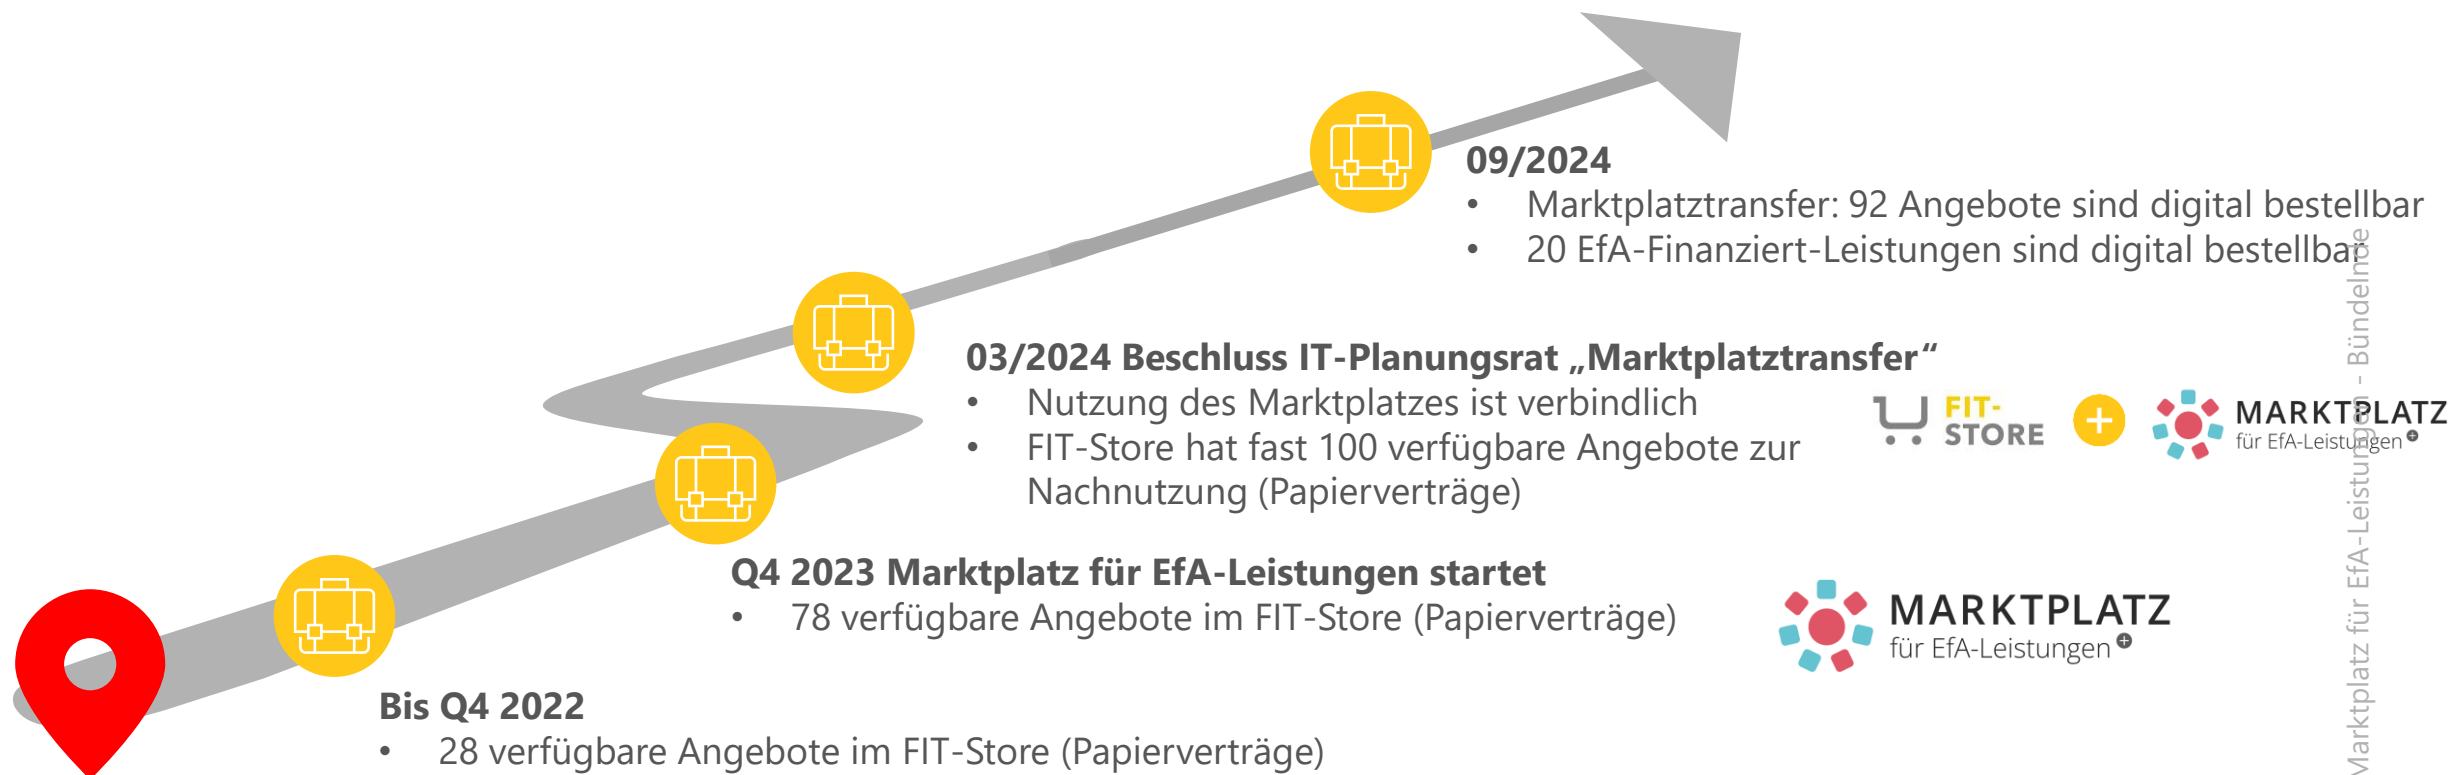 09/2024
• Marktplatztransfer: 92 Angebote sind digital bestellbar
• 20 EfA-Finanziert-Leistungen sind digital bestellbar
03/2024 Beschluss IT-Planungsrat „Marktplatztransfer“
• Nutzung des Marktplatzes ist verbindlich
• FIT-Store hat fast 100 verfügbare Angebote zur
Nachnutzung (Papierverträge)
FIT-
STORE
+
MARKTPLATZ
für EfA-Leistungen +
Q4 2023 Marktplatz für EfA-Leistungen startet
• 78 verfügbare Angebote im FIT-Store (Papierverträge)
MARKTPLATZ
für EfA-Leistungen +
Bis Q4 2022
• 28 verfügbare Angebote im FIT-Store (Papierverträge)
Marktplatz für EfA-Leistungen - Bündelnde